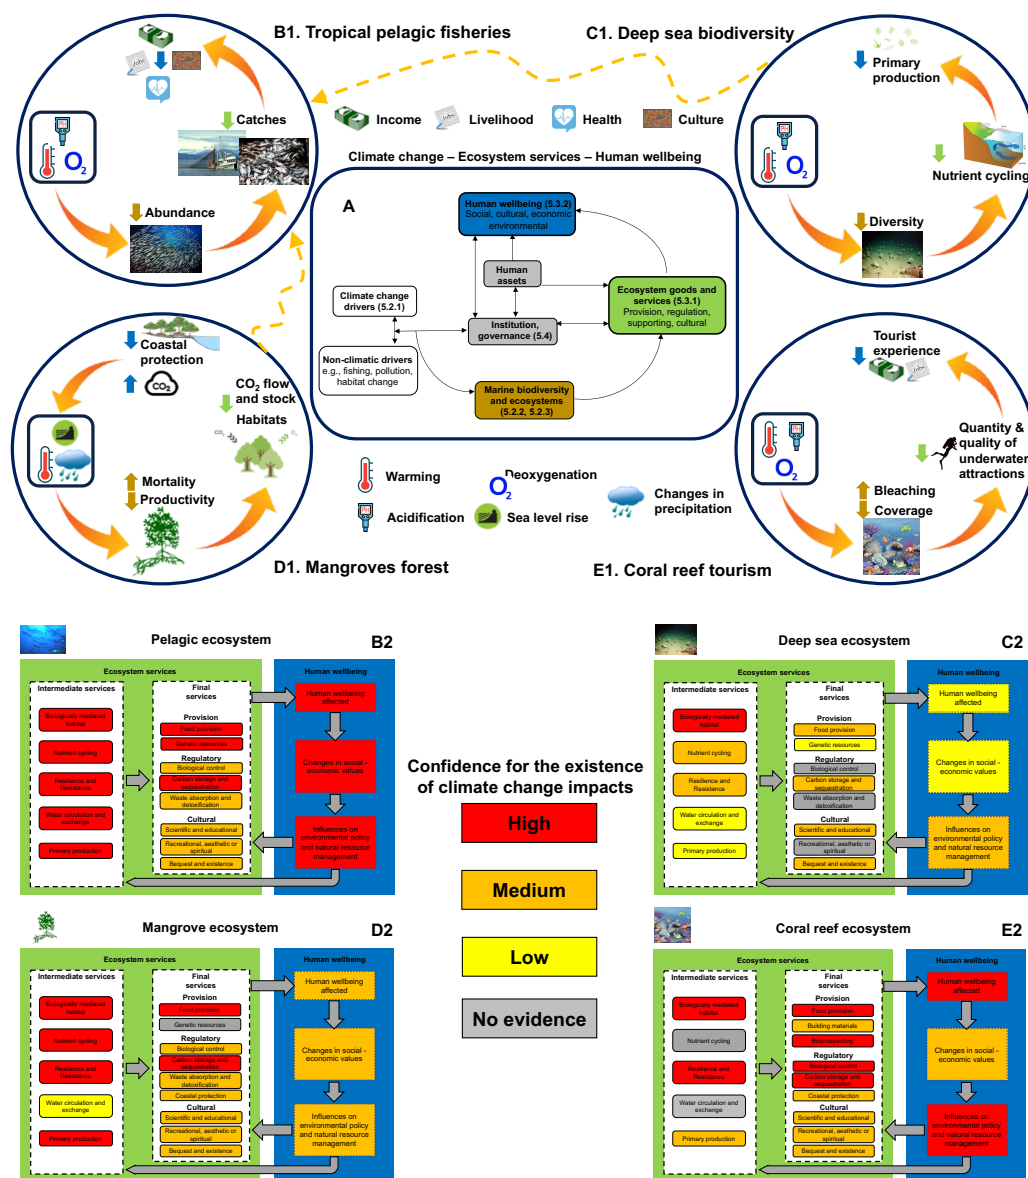 B1. Tropical pelagic fisheries
C1. Deep sea biodiversity
Jobs
Catches
O2
Abundance
Income
Livelihood
Health
Culture
Primary
production
Nutrient cycling
O2
Diversity
Climate change – Ecosystem services – Human wellbeing
A
Human wellbeing (5.3.2)
Social, cultural, economic
environmental
Human
assets
Climate change
drivers (5.2.1)
Ecosystem goods and
services (5.3.1)
Provision, regulation,
supporting, cultural
Institution,
governance (5.4)
Non-climatic drivers
e.g., fishing, pollution,
habitat change
Marine biodiversity
and ecosystems
(5.2.2, 5.2.3)
Coastal
protection
CO2
CO2 flow
and stock
Habitats
CO2
O2
Mortality
Productivity
D1. Mangroves forest
Tourist
experience
Jobs
Quantity &
quality of
underwater
attractions
O2
Bleaching
Coverage
E1. Coral reef tourism
Warming
O2
Deoxygenation
Acidification
Sea level rise
Changes in
precipitation
Pelagic ecosystem
B2
Ecosystem services
Human wellbeing
Intermediate services
Final
services
Biologically mediated
habitat
Nutrient cycling
Resilience and
Resistance
Water circulation and
exchange
Primary production
Provision
Food provision
Genetic resources
Regulatory
Biological control
Carbon storage and
sequestration
Waste absorption and
detoxification
Cultural
Scientific and educational
Recreational, aesthetic or
spiritual
Bequest and existence
Human wellbeing
affected
Changes in social -
economic values
Influences on
environmental policy
and natural resource
management
Deep sea ecosystem
C2
Ecosystem services
Human wellbeing
Intermediate services
Final
services
Biologically mediated
habitat
Nutrient cycling
Resilience and
Resistance
Water circulation and
exchange
Primary production
Provision
Food provision
Genetic resources
Regulatory
Biological control
Carbon storage and
sequestration
Waste absorption and
detoxification
Cultural
Scientific and educational
Recreational, aesthetic or
spiritual
Bequest and existence
Human wellbeing
affected
Changes in social -
economic values
Influences on
environmental policy
and natural resource
management
Confidence for the existence
of climate change impacts
High
Medium
Low
No evidence
Mangrove ecosystem
D2
Ecosystem services
Human wellbeing
Intermediate services
Final
services
Biologically mediated
habitat
Nutrient cycling
Resilience and
Resistance
Water circulation and
exchange
Primary production
Provision
Food provision
Genetic resources
Regulatory
Biological control
Carbon storage and
sequestration
Waste absorption and
detoxification
Coastal protection
Cultural
Scientific and educational
Recreational, aesthetic or
spiritual
Bequest and existence
Human wellbeing
affected
Changes in social -
economic values
Influences on
environmental policy
and natural resource
management
Coral reef ecosystem
E2
Ecosystem services
Human wellbeing
Intermediate services
Final
services
Biologically mediated
habitat
Nutrient cycling
Resilience and
Resistance
Water circulation and
exchange
Primary production
Provision
Food provision
Building materials
Bioprospecting
Regulatory
Biological control
Carbon storage and
sequestration
Coastal protection
Cultural
Scientific and educational
Recreational, aesthetic or
spiritual
Bequest and existence
Human wellbeing
affected
Changes in social -
economic values
Influences on
environmental policy
and natural resource
management